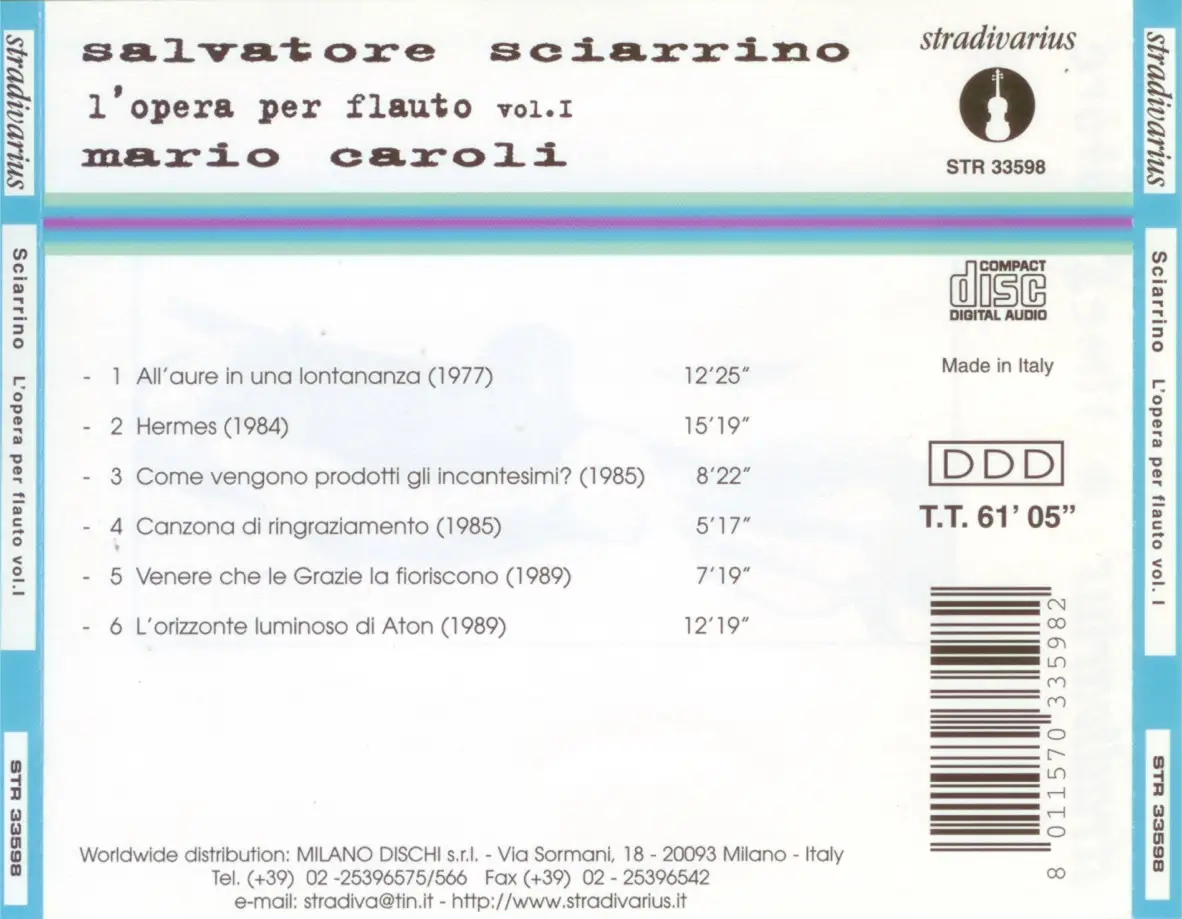 salvatore sciarrino
l'opera per flauto vol.I
mario caroli
stradivarius
STR 33598
COMPACT
disc
DIGITAL AUDIO
Made in Italy
DDD
T.T. 61' 05"
- 1 All'aure in una lontananza (1977) 12'25"
- 2 Hermes (1984) 15'19"
- 3 Come vengono prodotti gli incantesimi? (1985) 8'22"
- 4 Canzona di ringraziamento (1985) 5'17"
- 5 Venere che le Grazie la fioriscono (1989) 7'19"
- 6 L'orizzonte luminoso di Aton (1989) 12'19"
8 011570 335982
Worldwide distribution: MILANO DISCHI s.r.l. - Via Sormani, 18 - 20093 Milano - Italy
Tel. (+39) 02 -25396575/566 Fax (+39) 02 - 25396542
e-mail: stradiva@tin.it - http://www.stradivarius.it
stradivarius
Sciarrino L'opera per flauto vol.I
STR 33598
stradivarius
Sciarrino L'opera per flauto vol. I
STR 33598